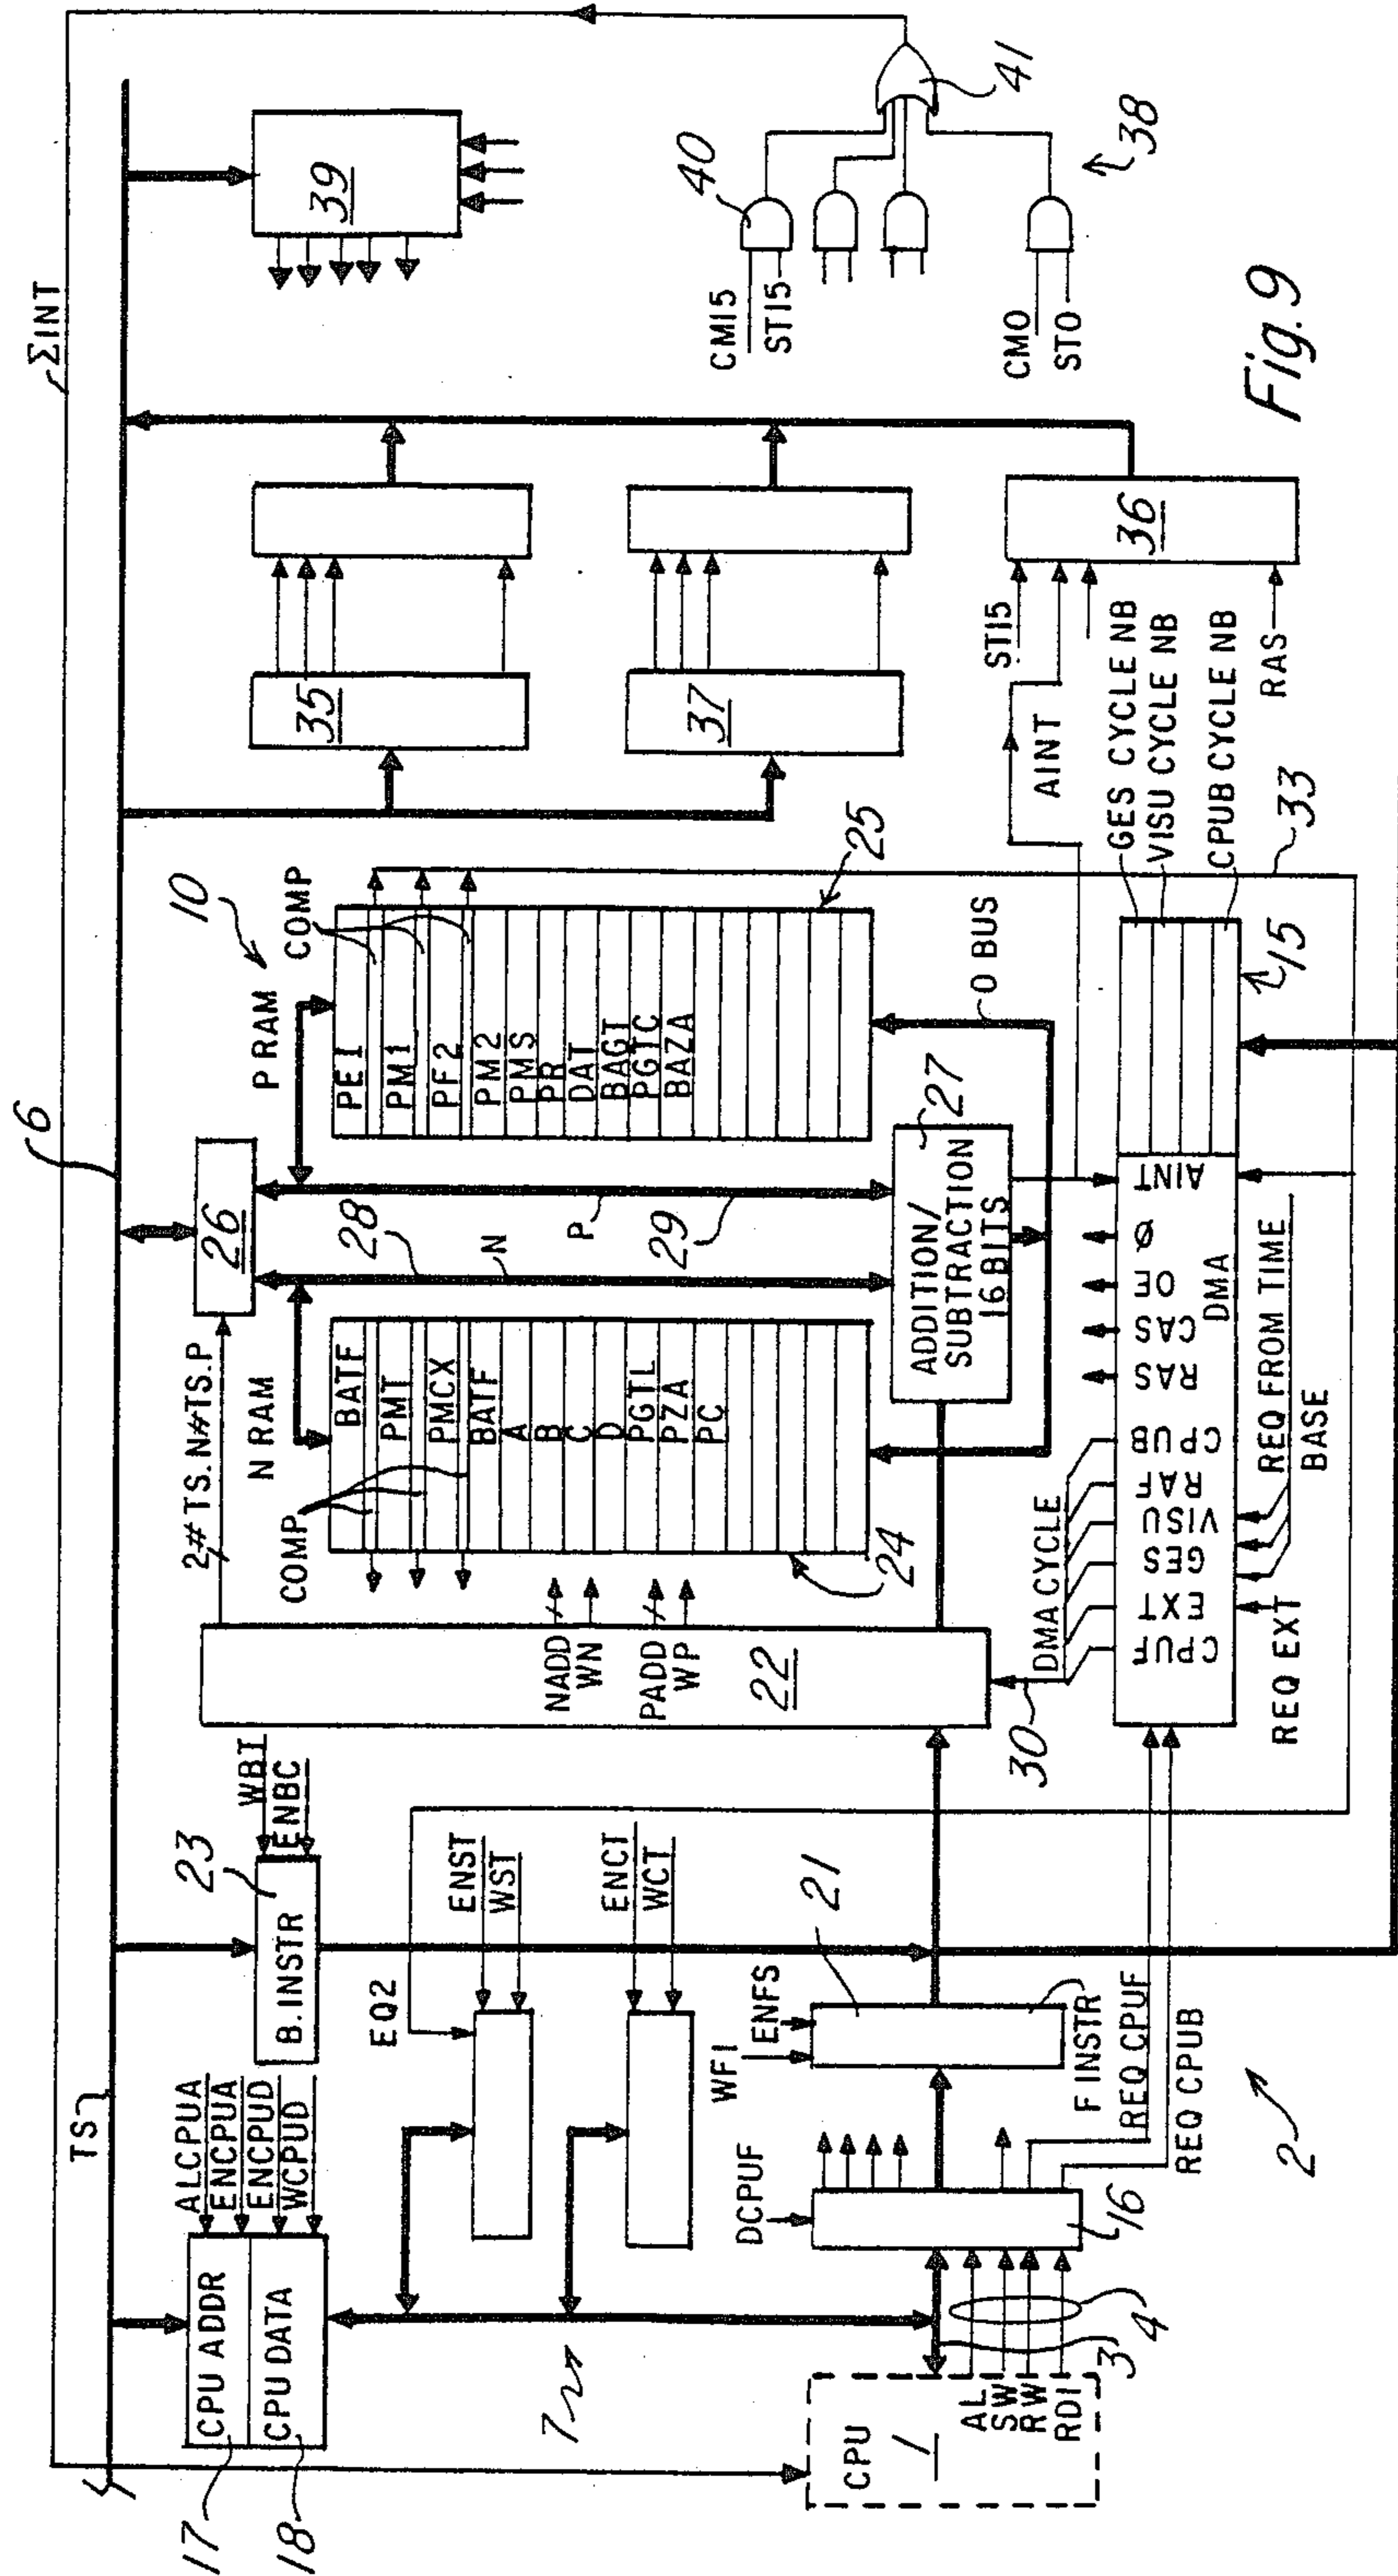 6
TS
ΣINT
17
18
CPU ADDR
CPU DATA
ALCPUA
ENCPUA
ENCPUD
WCPUD
23
B.INSTR
WBI
ENBC
2# TS.N#TS.P
26
10
39
7
EQ2
ENST
WST
ENCT
WCT
NADD
WN
PADD
WP
22
N RAM
COMP
BATF
PMT
PMCX
BATF
A
B
C
D
PGTL
PZA
PC
24
28
N
P
29
P RAM
COMP
PE1
PM1
PF2
PM2
PMS
PR
DAT
BAGT
PGTC
BAZA
25
ADDITION/
SUBTRACTION
16 BITS
27
O BUS
35
37
36
STI5
AINT
RAS
CMI5
STI5
40
41
CM0
ST0
38
CPU
1
AL
SW
RW
RDI
3
4
DCPUF
16
WFI
ENFS
21
F INSTR
REQ CPUF
REQ CPUB
30
DMA CYCLE
CPUF
EXT
GES
VISU
RAF
CPUB
RAS
CAS
OE
Ø
AINT
DMA
REQ EXT
REQ FROM TIME
BASE
15
GES CYCLE NB
VISU CYCLE NB
CPUB CYCLE NB
33
2
Fig. 9